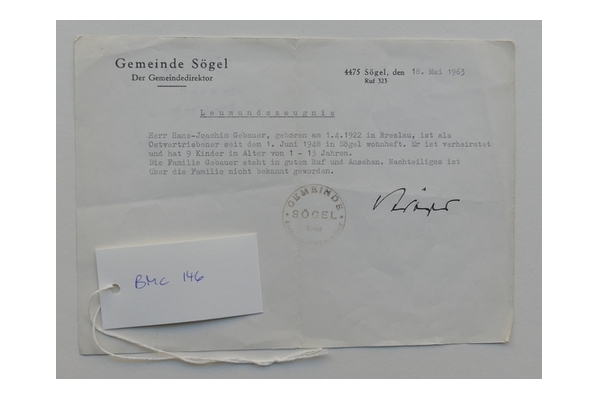 Gemeinde Sögel
Der Gemeindedirektor
4475 Sögel, den 18. Mai 1963
Ruf 323
Leumundszeugnis
Herr Hans-Joachim Gebauer, geboren am 1.4.1922 in Breslau, ist als
Ostvertriebener seit dem 1. Juni 1948 in Sögel wohnhaft. Er ist verheiratet
und hat 9 Kinder im Alter von 1 - 13 Jahren.
Die Familie Gebauer steht in gutem Ruf und Ansehen. Nachteiliges ist
über die Familie nicht bekannt geworden.
GEMEINDE
SÖGEL
BMC 146